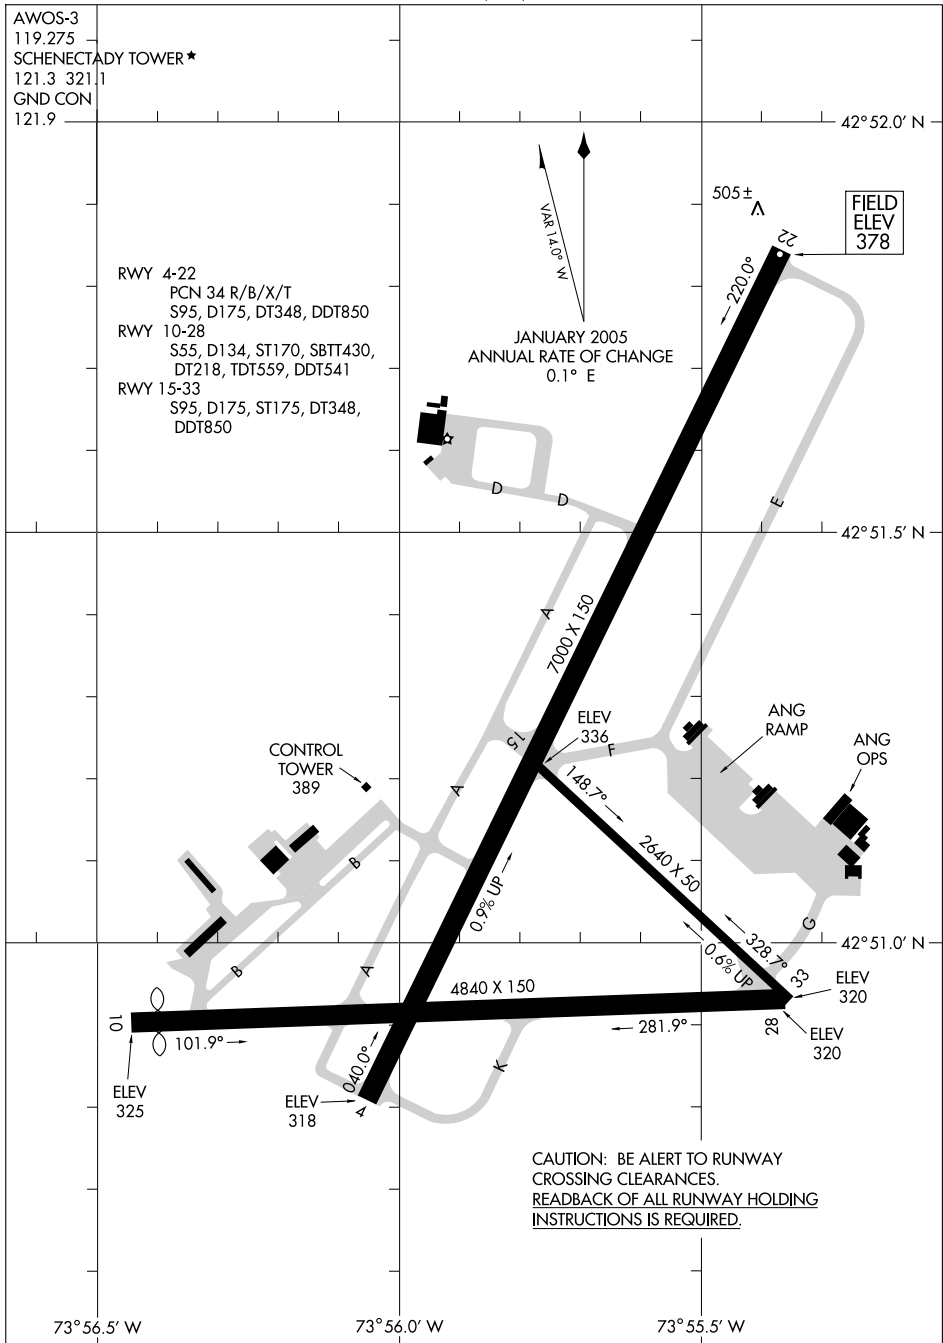 AWOS-3
119.275
SCHENECTADY TOWER★
121.3 321.1
GND CON
121.9
42°52.0' N
505 ±
FIELD
ELEV
378
VAR 14.0° W
22
220.0°
RWY 4-22
PCN 34 R/B/X/T
S95, D175, DT348, DDT850
RWY 10-28
S55, D134, ST170, SBTT430,
DT218, TDT559, DDT541
RWY 15-33
S95, D175, ST175, DT348,
DDT850
JANUARY 2005
ANNUAL RATE OF CHANGE
0.1° E
D
D
E
42°51.5' N
A
7000 X 150
ELEV
336
15
F
ANG
RAMP
ANG
OPS
CONTROL
TOWER
389
A
148.7°
B
2640 X 50
0.9% UP
G
42°51.0' N
328.7°
0.6% UP
33
B
A
4840 X 150
ELEV
320
10
101.9°
281.9°
28
ELEV
320
040.0°
K
ELEV
325
ELEV
318
4
CAUTION: BE ALERT TO RUNWAY
CROSSING CLEARANCES.
READBACK OF ALL RUNWAY HOLDING
INSTRUCTIONS IS REQUIRED.
73°56.5' W
73°56.0' W
73°55.5' W